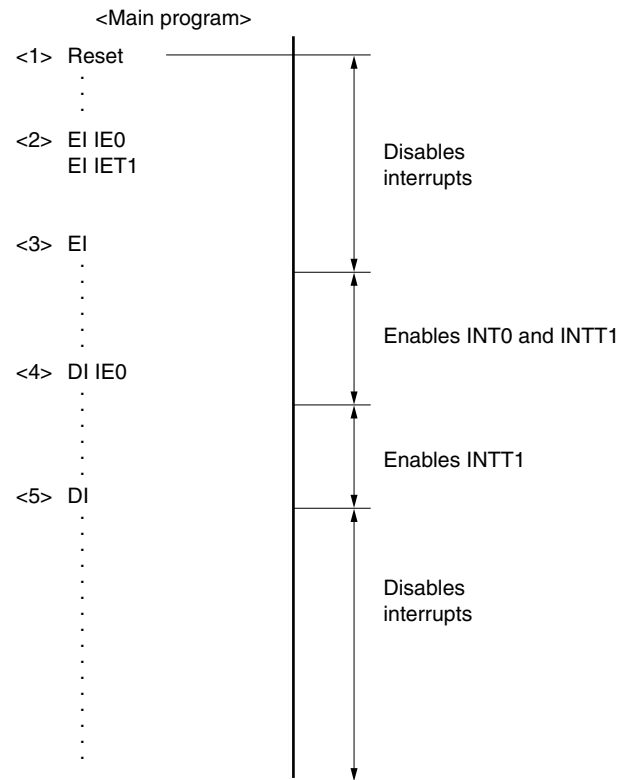 <Main program>
<1> Reset
<2> EI IE0
EI IET1
Disables
interrupts
<3> EI
Enables INT0 and INTT1
<4> DI IE0
Enables INTT1
<5> DI
Disables
interrupts